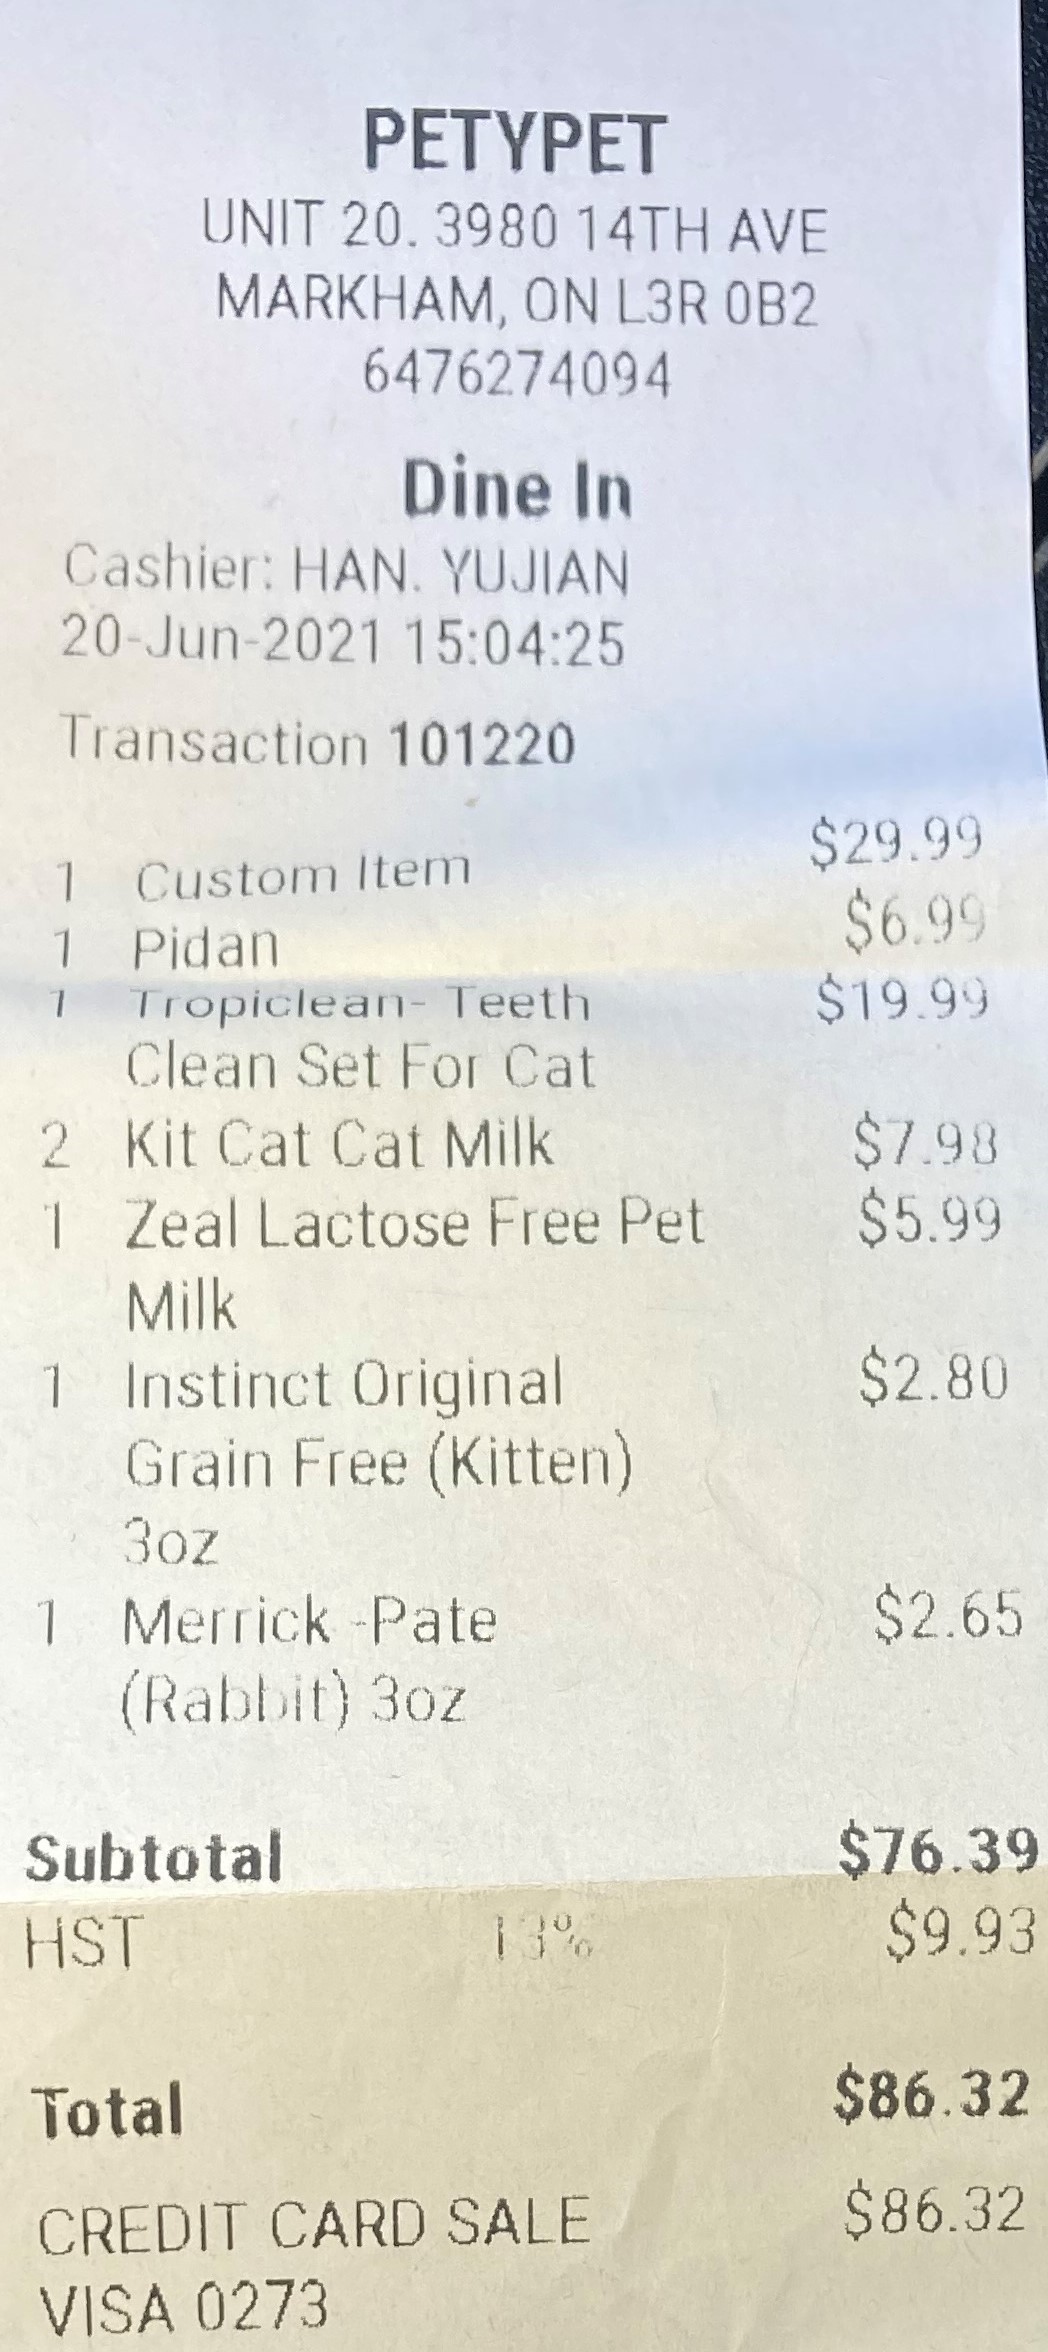 PETYPET
UNIT 20. 3980 14TH AVE
MARKHAM, ON L3R 0B2
6476274094
Dine In
Cashier: HAN. YUJIAN
20-Jun-2021 15:04:25
Transaction 101220
1 Custom Item $29.99
1 Pidan $6.99
1 Tropiclean- Teeth $19.99
Clean Set For Cat
2 Kit Cat Cat Milk $7.98
1 Zeal Lactose Free Pet $5.99
Milk
1 Instinct Original $2.80
Grain Free (Kitten)
3oz
1 Merrick -Pate $2.65
(Rabbit) 3oz
Subtotal $76.39
HST 13% $9.93
Total $86.32
CREDIT CARD SALE $86.32
VISA 0273